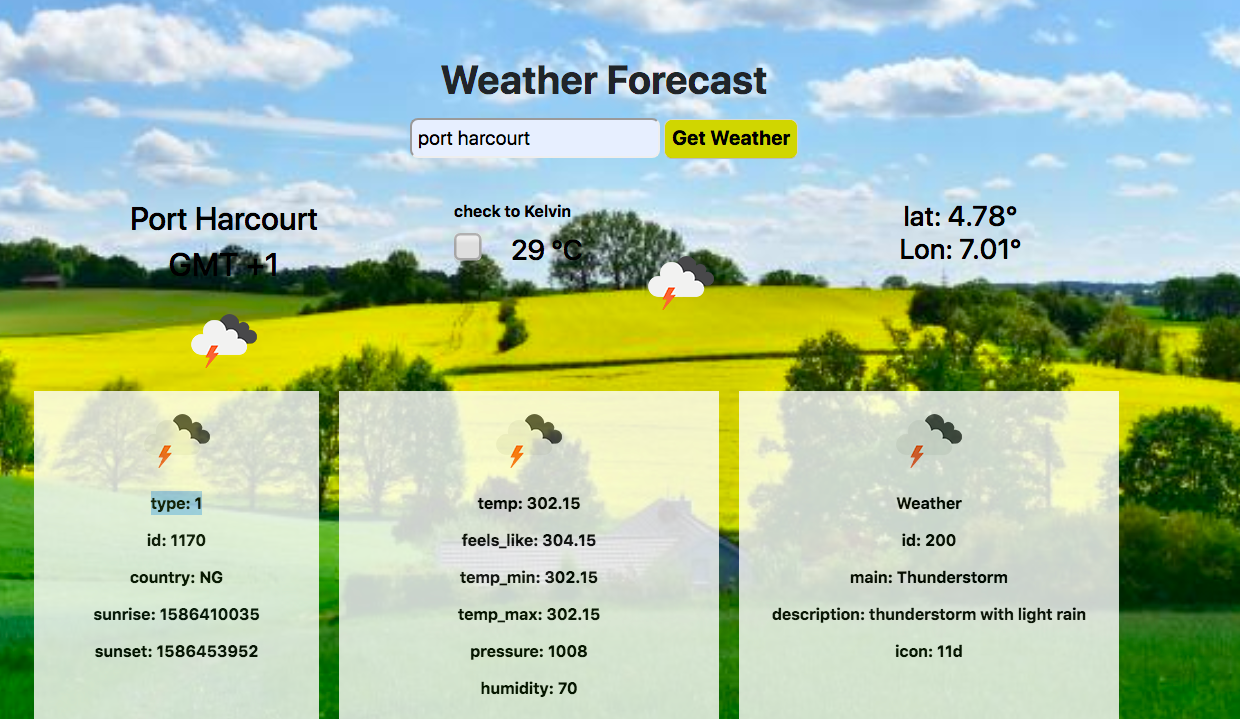 Weather Forecast
port harcourt
Get Weather
Port Harcourt
GMT +1
check to Kelvin
29 °C
lat: 4.78°
Lon: 7.01°
type: 1
id: 1170
country: NG
sunrise: 1586410035
sunset: 1586453952
temp: 302.15
feels_like: 304.15
temp_min: 302.15
temp_max: 302.15
pressure: 1008
humidity: 70
Weather
id: 200
main: Thunderstorm
description: thunderstorm with light rain
icon: 11d